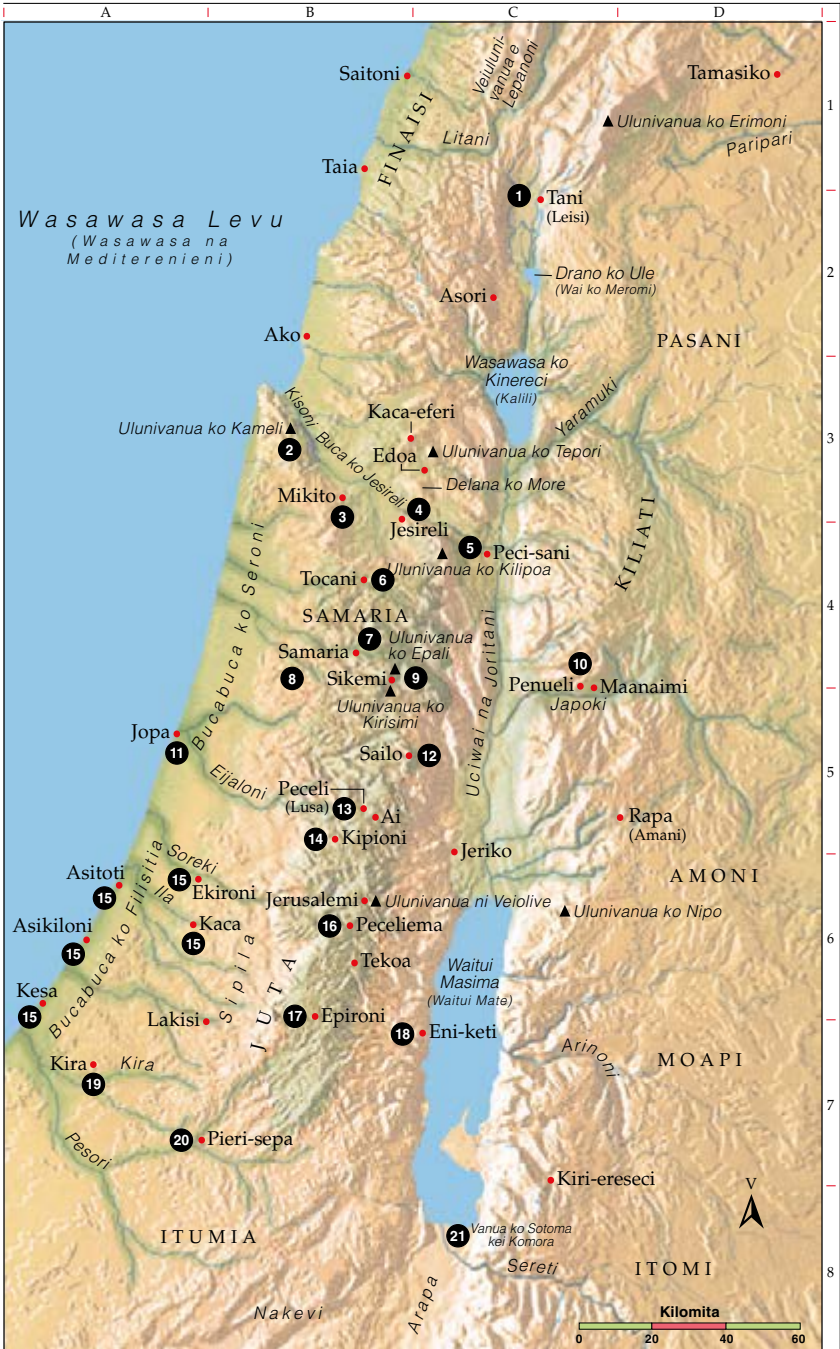 A B C D
Saitoni
Veiuluni-
vanua e
Lepanoni
Tamasiko
1
FINAISI
Litani
Ulunivanua ko Erimoni
Paripari
Taia
1
Tani
(Leisi)
Wasawasa Levu
(Wasawasa na
Mediterenieni)
2
Drano ko Ule
(Wai ko Meromi)
Asori
Ako
PASANI
Wasawasa ko
Kinereci
(Kalili)
Kisoni
Yaramuki
Kaca-eferi
Ulunivanua ko Kameli
2
3
Edoa
Ulunivanua ko Tepori
Buca ko Jesireli
Delana ko More
Mikito
3
4
Jesireli
KILIATI
5
Peci-sani
Ulunivanua ko Kilipoa
Tocani
6
4
SAMARIA
Bucabuca ko Seroni
7
Ulunivanua
ko Epali
Samaria
8
Sikemi
9
10
Penueli
Maanaimi
Ulunivanua ko
Kirisimi
Japoki
Uciwai na Joritani
Jopa
11
Sailo
12
5
Eijaloni
Peceli
(Lusa)
13
Ai
Rapa
(Amani)
14
Kipioni
Jeriko
Soreki
Asitoti
15
15
Ekironi
Illa
AMONI
Jerusalemi
Ulunivanua ni Veiolive
Ulunivanua ko Nipo
Asikiloni
15
Kaca
15
16
Peceliema
6
Bucabuca ko Filisitia
Sipila
JUTA
Tekoa
Waitui
Masima
(Waitui Mate)
Kesa
15
Lakisi
17
Epironi
18
Eni-keti
Arinoni
MOAPI
Kira
Kira
19
7
Pesori
20
Pieri-sepa
Kiri-ereseci
V
ITUMIA
21
Vanua ko Sotoma
kei Komora
Sereti
ITOMI
8
Nakevi
Arapa
Kilomita
0 20 40 60